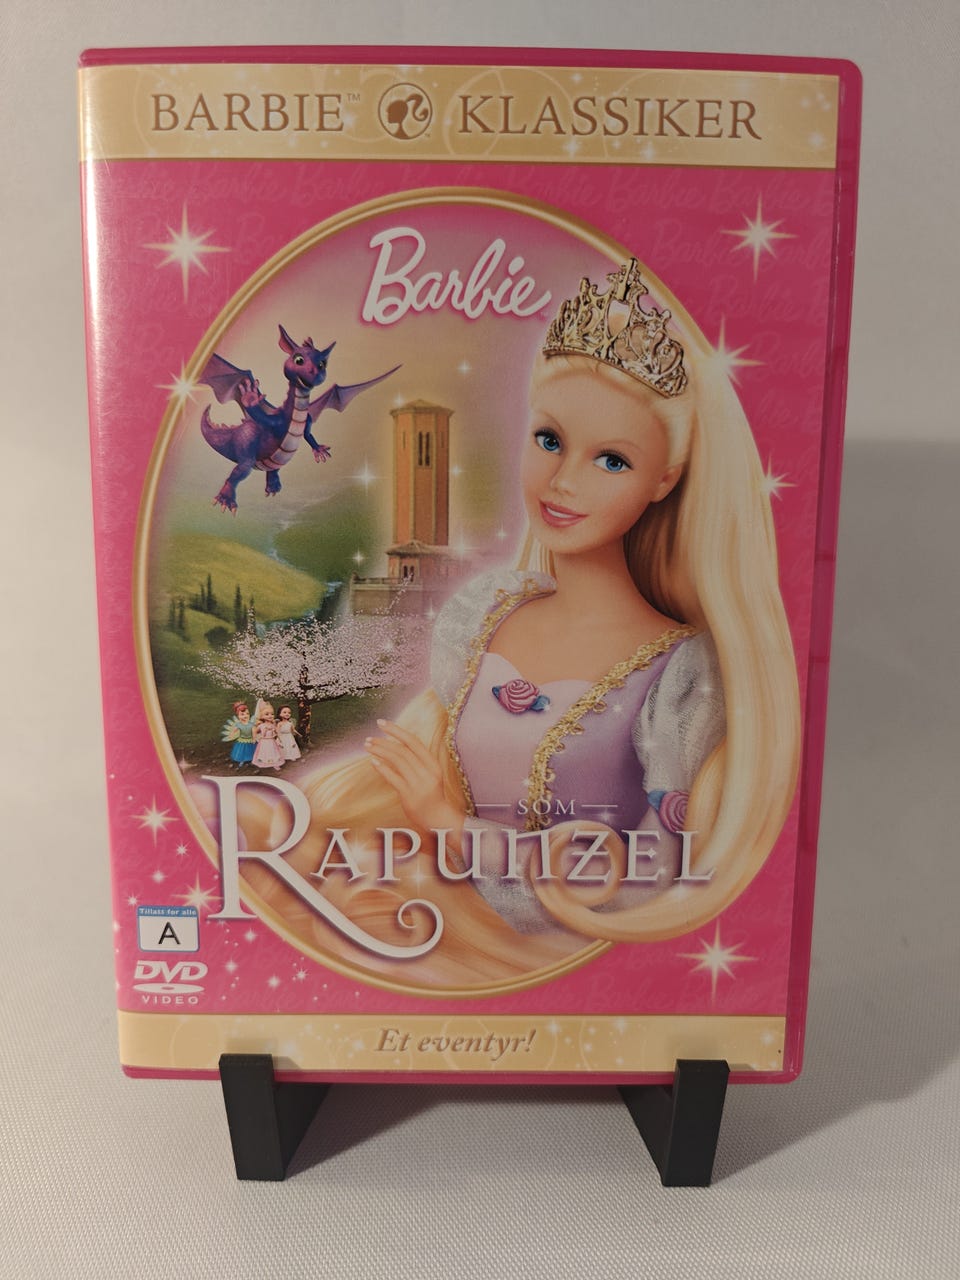 BARBIE™ KLASSIKER
Barbie
SOM
RAPUNZEL
Tillatt for alle
A
DVD
VIDEO
Et eventyr!